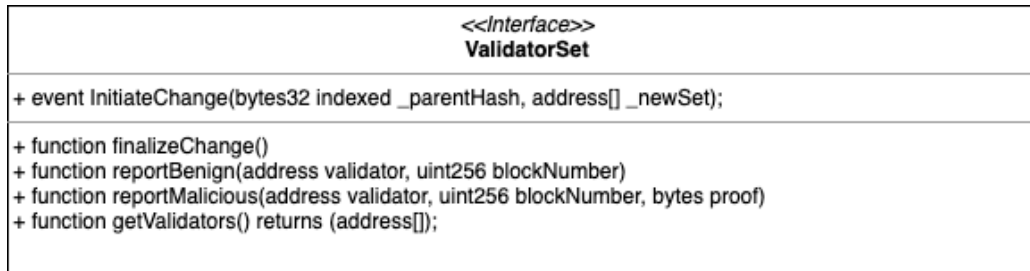 <<Interface>>
ValidatorSet
+ event InitiateChange(bytes32 indexed _parentHash, address[] _newSet);
+ function finalizeChange()
+ function reportBenign(address validator, uint256 blockNumber)
+ function reportMalicious(address validator, uint256 blockNumber, bytes proof)
+ function getValidators() returns (address[]);